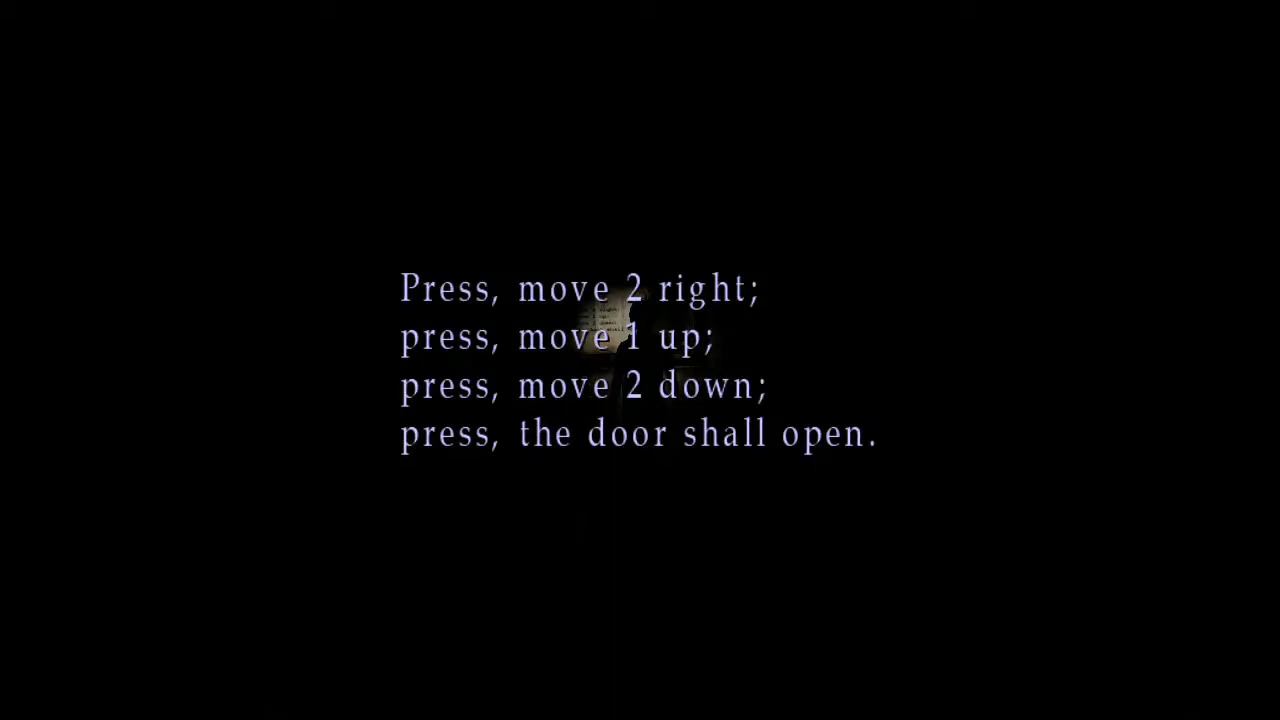 Press, move 2 right;
press, move 1 up;
press, move 2 down;
press, the door shall open.